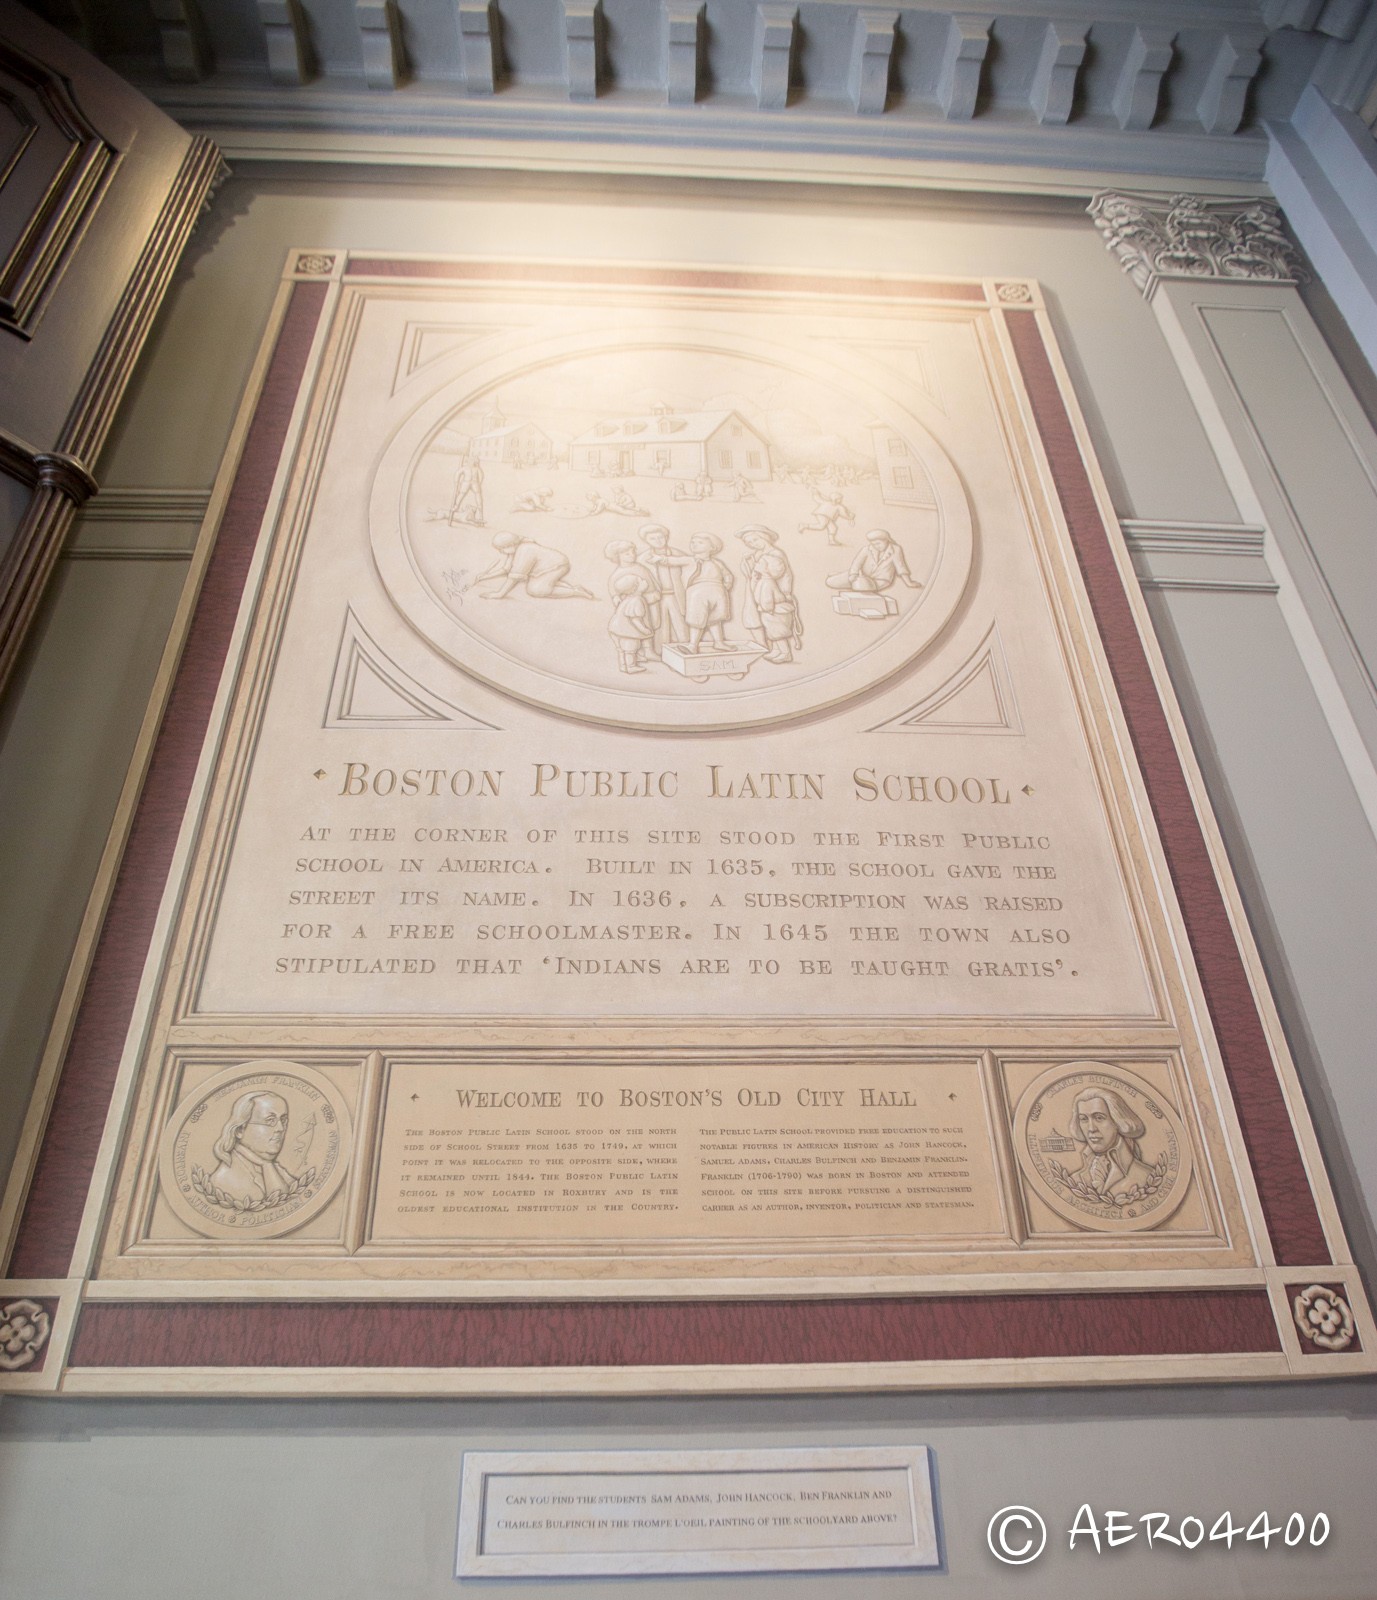 SAM
BOSTON PUBLIC LATIN SCHOOL
AT THE CORNER OF THIS SITE STOOD THE FIRST PUBLIC
SCHOOL IN AMERICA. BUILT IN 1635, THE SCHOOL GAVE THE
STREET ITS NAME. IN 1636, A SUBSCRIPTION WAS RAISED
FOR A FREE SCHOOLMASTER. IN 1645 THE TOWN ALSO
STIPULATED THAT 'INDIANS ARE TO BE TAUGHT GRATIS'.
BENJAMIN FRANKLIN
AUTHOR POLITICIAN
WELCOME TO BOSTON'S OLD CITY HALL
THE BOSTON PUBLIC LATIN SCHOOL STOOD ON THE NORTH
SIDE OF SCHOOL STREET FROM 1635 TO 1749, AT WHICH
POINT IT WAS RELOCATED TO THE OPPOSITE SIDE, WHERE
IT REMAINED UNTIL 1844. THE BOSTON PUBLIC LATIN
SCHOOL IS NOW LOCATED IN ROXBURY AND IS THE
OLDEST EDUCATIONAL INSTITUTION IN THE COUNTRY.
THE PUBLIC LATIN SCHOOL PROVIDED FREE EDUCATION TO SUCH
NOTABLE FIGURES IN AMERICAN HISTORY AS JOHN HANCOCK,
SAMUEL ADAMS, CHARLES BULFINCH AND BENJAMIN FRANKLIN.
FRANKLIN (1706-1790) WAS BORN IN BOSTON AND ATTENDED
SCHOOL ON THIS SITE BEFORE PURSUING A DISTINGUISHED
CAREER AS AN AUTHOR, INVENTOR, POLITICIAN AND STATESMAN.
CHARLES BULFINCH
ARCHITECT
CAN YOU FIND THE STUDENTS SAM ADAMS, JOHN HANCOCK, BEN FRANKLIN AND
CHARLES BULFINCH IN THE TROMPE L'OEIL PAINTING OF THE SCHOOLYARD ABOVE?
© AERO4400